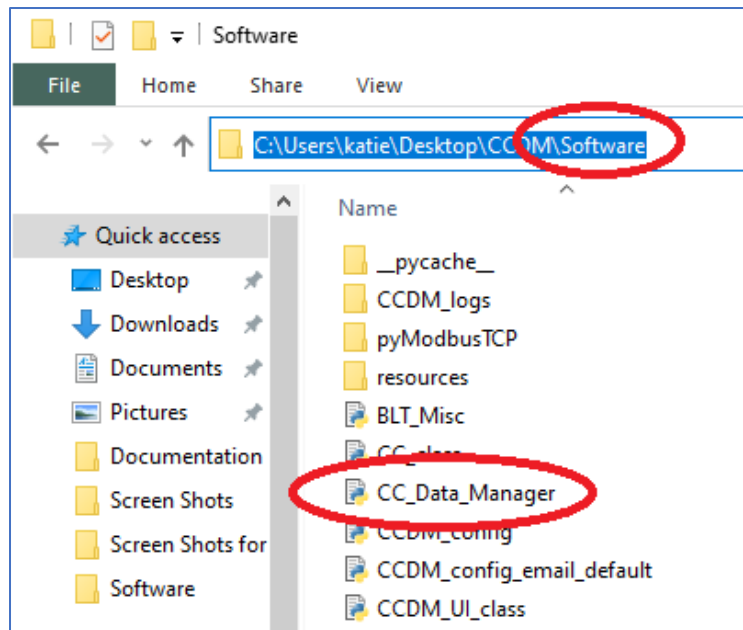 Software
File Home Share View
C:\Users\katie\Desktop\CCDM\Software
Name
Quick access
Desktop
Downloads
Documents
Pictures
Documentation
Screen Shots
Screen Shots for
Software
__pycache__
CCDM_logs
pyModbusTCP
resources
BLT_Misc
CC_class
CC_Data_Manager
CCDM_config
CCDM_config_email_default
CCDM_UI_class